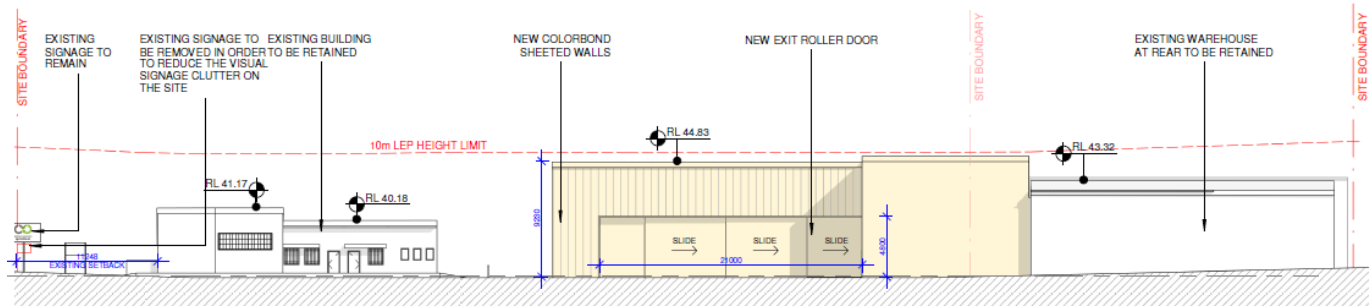 SITE BOUNDARY
EXISTING
SIGNAGE TO
REMAIN
EXISTING SIGNAGE TO
BE REMOVED IN ORDER
TO REDUCE THE VISUAL
SIGNAGE CLUTTER ON
THE SITE
EXISTING BUILDING
TO BE RETAINED
NEW COLORBOND
SHEETED WALLS
NEW EXIT ROLLER DOOR
SITE BOUNDARY
EXISTING WAREHOUSE
AT REAR TO BE RETAINED
SITE BOUNDARY
10m LEP HEIGHT LIMIT
RL 44.83
RL 43.32
RL 41.17
RL 40.18
9230
4800
SLIDE
SLIDE
SLIDE
21000
11248
EXISTING SETBACK